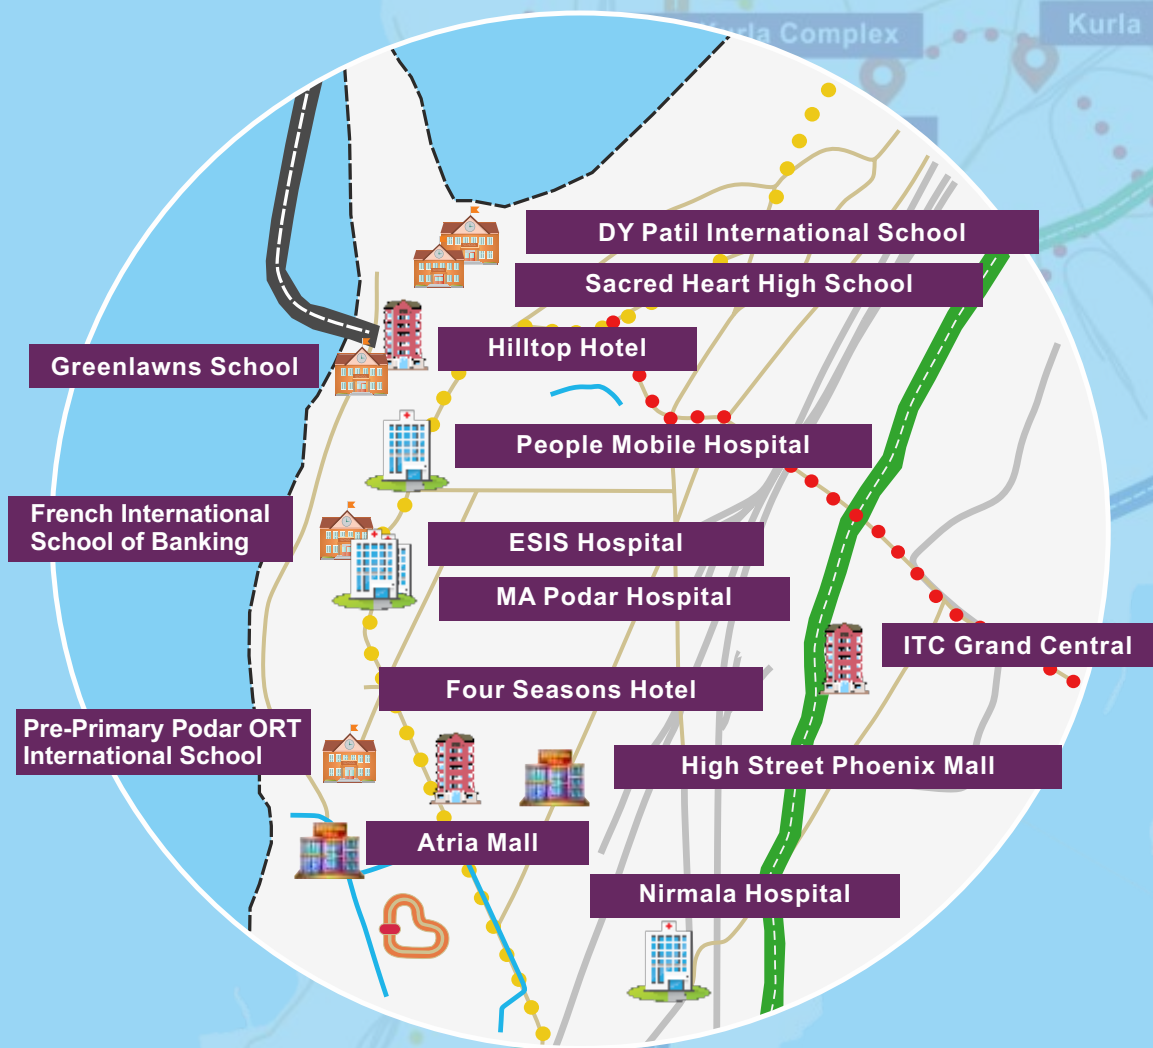 Kurla Complex
Kurla
DY Patil International School
Sacred Heart High School
Hilltop Hotel
Greenlawns School
People Mobile Hospital
French International
School of Banking
ESIS Hospital
MA Podar Hospital
ITC Grand Central
Four Seasons Hotel
Pre-Primary Podar ORT
International School
High Street Phoenix Mall
Atria Mall
Nirmala Hospital